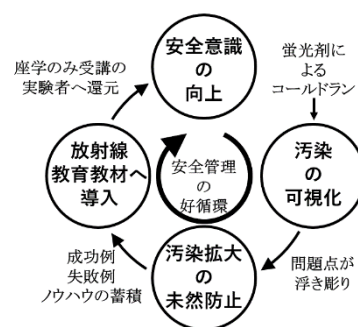 安全意識
の
向上
蛍光剤に
よる
コールドラン
汚染
の
可視化
問題点が
浮き彫り
汚染拡大
の
未然防止
成功例
失敗例
ノウハウの蓄積
放射線
教育教材へ
導入
座学のみ受講の
実験者へ還元
安全管理
の
好循環